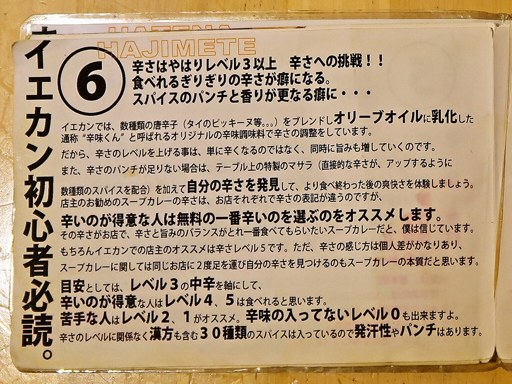 HAJIMETE
イエカン初心者必読。
6
辛さはやはりレベル3以上 辛さへの挑戦!!
食べれるぎりぎりの辛さが癖になる。
スパイスのパンチと香りが更なる癖に・・・
イエカンでは、数種類の唐辛子(タイのピッキーヌ等。。。)をブレンドしオリーブオイルに乳化した
通称"辛味くん"と呼ばれるオリジナルの辛味調味料で辛さの調整をしています。
だから、辛さのレベルを上げる事は、単に辛くなるのではなく、同時に旨みも増していくのです。
また、辛さのパンチが足りない場合は、テーブル上の特製のマサラ(直接的な辛さが、アップするように
数種類のスパイスを配合)を加えて自分の辛さを発見して、より食べ終わった後の爽快さを体験しましょう。
店主のお勧めのスープカレーの辛さは、お店それぞれで辛さの表記が違うのですが、
辛いのが得意な人は無料の一番辛いのを選ぶのをオススメします。
その辛さがお店で、辛さと旨みのバランスがとれ一番食べてもらいたいスープカレーだと、僕は信じています。
もちろんイエカンでの店主のオススメは辛さレベル5です。ただ、辛さの感じ方は個人差がかなりあり、
スープカレーに関しては同じお店に2度足を運び自分の辛さを見つけるのもスープカレーの本質だと思います。
目安としては、レベル3の中辛を軸にして、
辛いのが得意な人はレベル4、5は食べれると思います。
苦手な人はレベル2、1がオススメ。辛味の入ってないレベル0も出来ますよ。
辛さのレベルに関係なく漢方も含む30種類のスパイスは入っているので発汗性やパンチはあります。